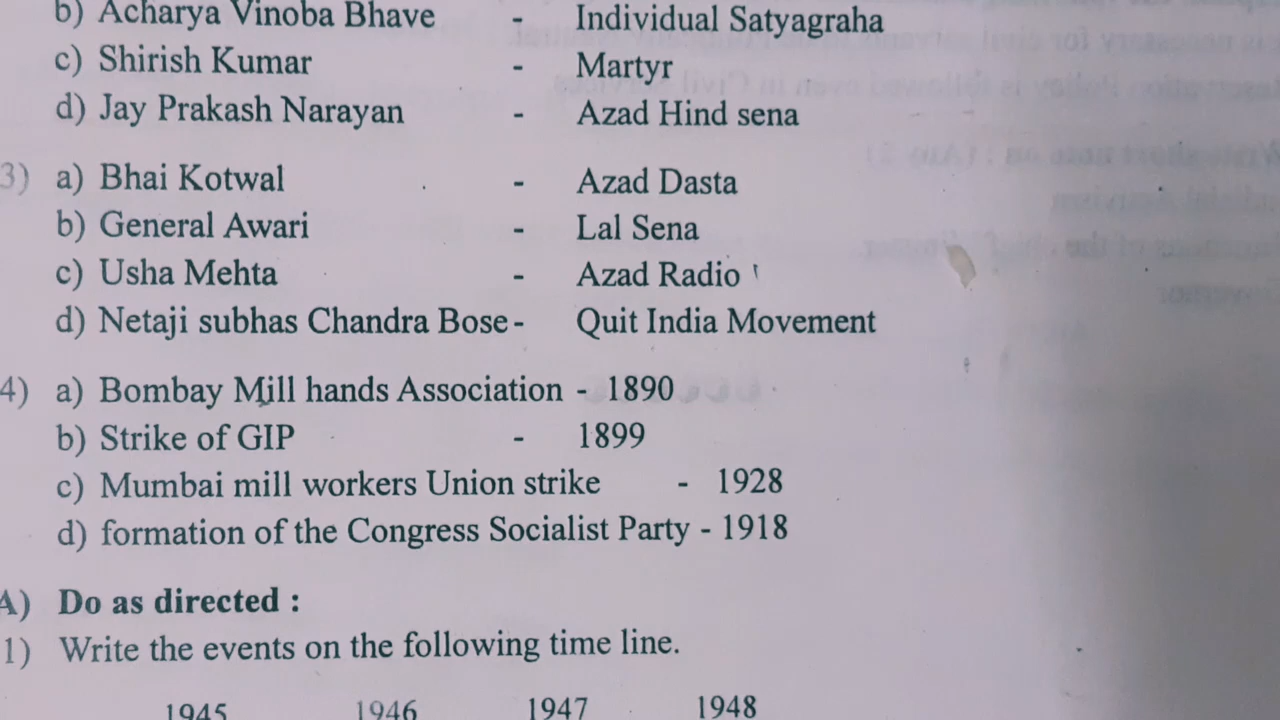 b) Acharya Vinoba Bhave - Individual Satyagraha
c) Shirish Kumar - Martyr
d) Jay Prakash Narayan - Azad Hind sena
3) a) Bhai Kotwal - Azad Dasta
b) General Awari - Lal Sena
c) Usha Mehta - Azad Radio
d) Netaji subhas Chandra Bose - Quit India Movement
4) a) Bombay Mill hands Association - 1890
b) Strike of GIP - 1899
c) Mumbai mill workers Union strike - 1928
d) formation of the Congress Socialist Party - 1918
A) Do as directed :
1) Write the events on the following time line.
1945 1946 1947 1948